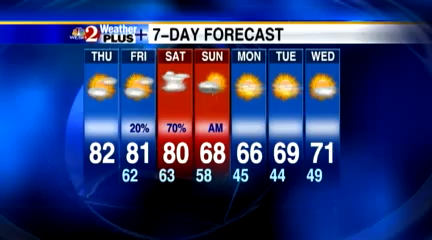 NBC 2 Weather PLUS + 7-DAY FORECAST
THU FRI SAT SUN MON TUE WED
20% 70% AM
82 81 80 68 66 69 71
62 63 58 45 44 49